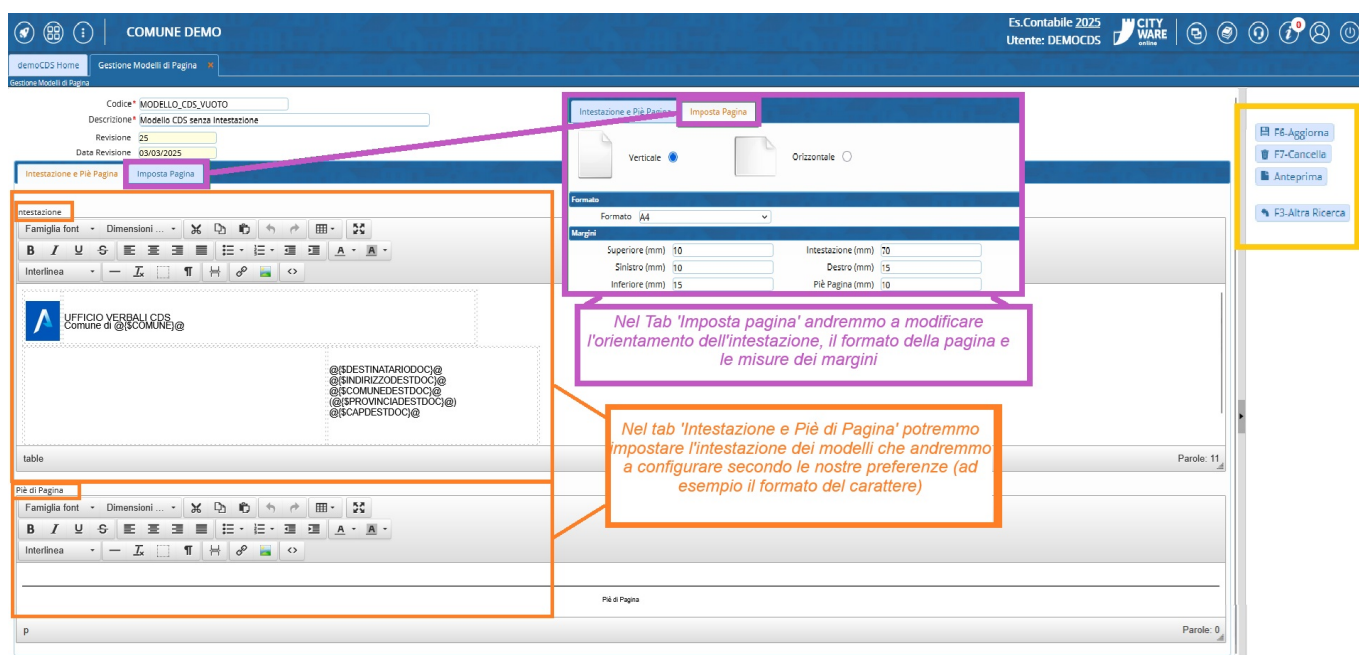 COMUNE DEMO
Es.Contabile 2025
Utente: DEMOCDS
CITY
WARE
online
0
demoCDS Home
Gestione Modelli di Pagina ×
Gestione Modelli di Pagina
Codice* MODELLO_CDS_VUOTO
Descrizione* Modello CDS senza Intestazione
Revisione 25
Data Revisione 03/03/2025
Intestazione e Piè Pagina
Imposta Pagina
Intestazione e Piè Pagina
Imposta Pagina
Verticale
Orizzontale
Formato
Formato A4
Margini
Superiore (mm) 10
Intestazione (mm) 70
Sinistro (mm) 10
Destro (mm) 15
Inferiore (mm) 15
Piè Pagina (mm) 10
F6-Aggiorna
F7-Cancella
Anteprima
F3-Altra Ricerca
Intestazione
Famiglia font
Dimensioni ...
B I U S
A
A
Interlinea
UFFICIO VERBALI CDS
Comune di @{$COMUNE}@
@{$DESTINATARIODOC}@
@{$INDIRIZZODESTDOC}@
@{$COMUNEDESTDOC}@
(@{$PROVINCIADESTDOC}@)
@{$CAPDESTDOC}@
Nel Tab 'Imposta pagina' andremmo a modificare
l'orientamento dell'intestazione, il formato della pagina e
le misure dei margini
Nel tab 'Intestazione e Piè di Pagina' potremmo
impostare l'intestazione dei modelli che andremmo
a configurare secondo le nostre preferenze (ad
esempio il formato del carattere)
table
Parole: 11
Piè di Pagina
Famiglia font
Dimensioni ...
B I U S
A
A
Interlinea
Piè di Pagina
p
Parole: 0